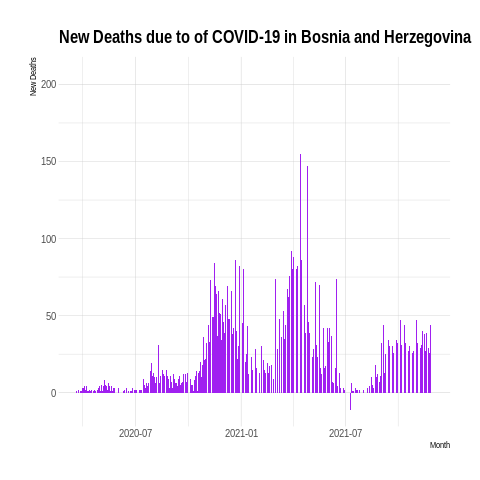 New Deaths due to of COVID-19 in Bosnia and Herzegovina
New Deaths
200
150
100
50
0
2020-07 2021-01 2021-07
Month